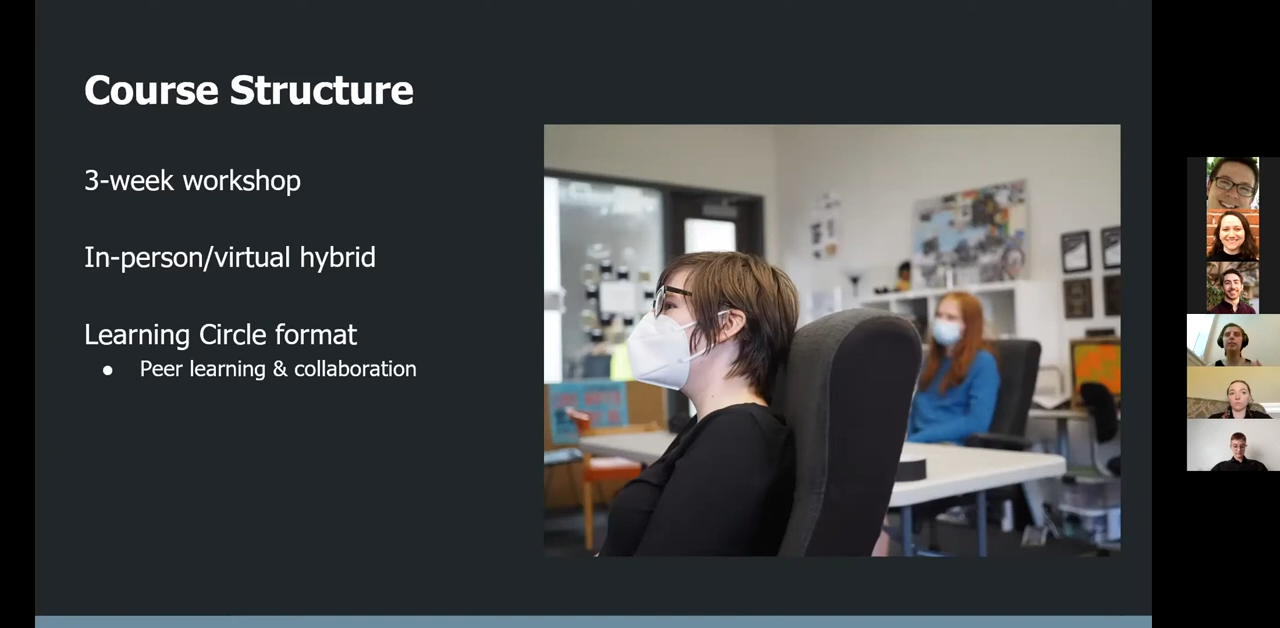 Course Structure
3-week workshop
In-person/virtual hybrid
Learning Circle format
● Peer learning & collaboration